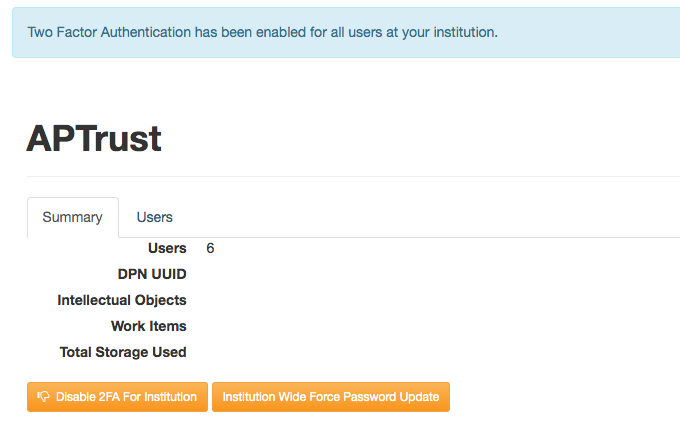 Two Factor Authentication has been enabled for all users at your institution.
APTrust
Summary Users
Users 6
DPN UUID
Intellectual Objects
Work Items
Total Storage Used
Disable 2FA For Institution Institution Wide Force Password Update